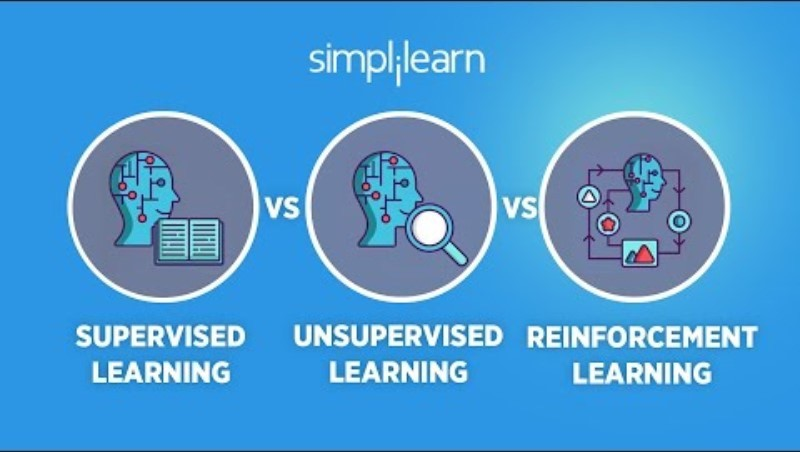 simplilearn
VS
VS
SUPERVISED
LEARNING
UNSUPERVISED
LEARNING
REINFORCEMENT
LEARNING